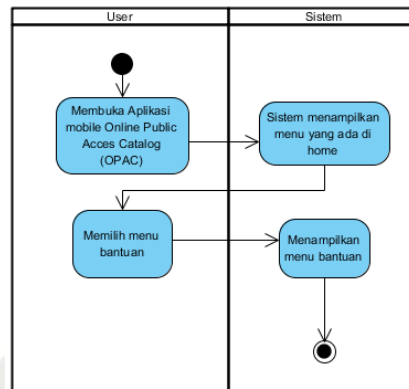 User
Sistem
Membuka Aplikasi
mobile Online Public
Acces Catalog
(OPAC)
Sistem menampilkan
menu yang ada di
home
Memilih menu
bantuan
Menampilkan
menu bantuan